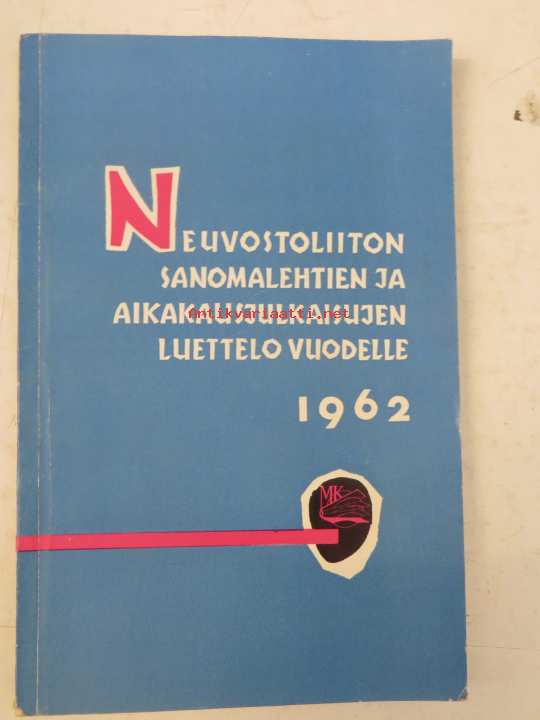 NEUVOSTOLIITON
SANOMALEHTIEN JA
AIKAKAUSJULKAISUJEN
antikvariaatti.net
LUETTELO VUODELLE
1962
MK